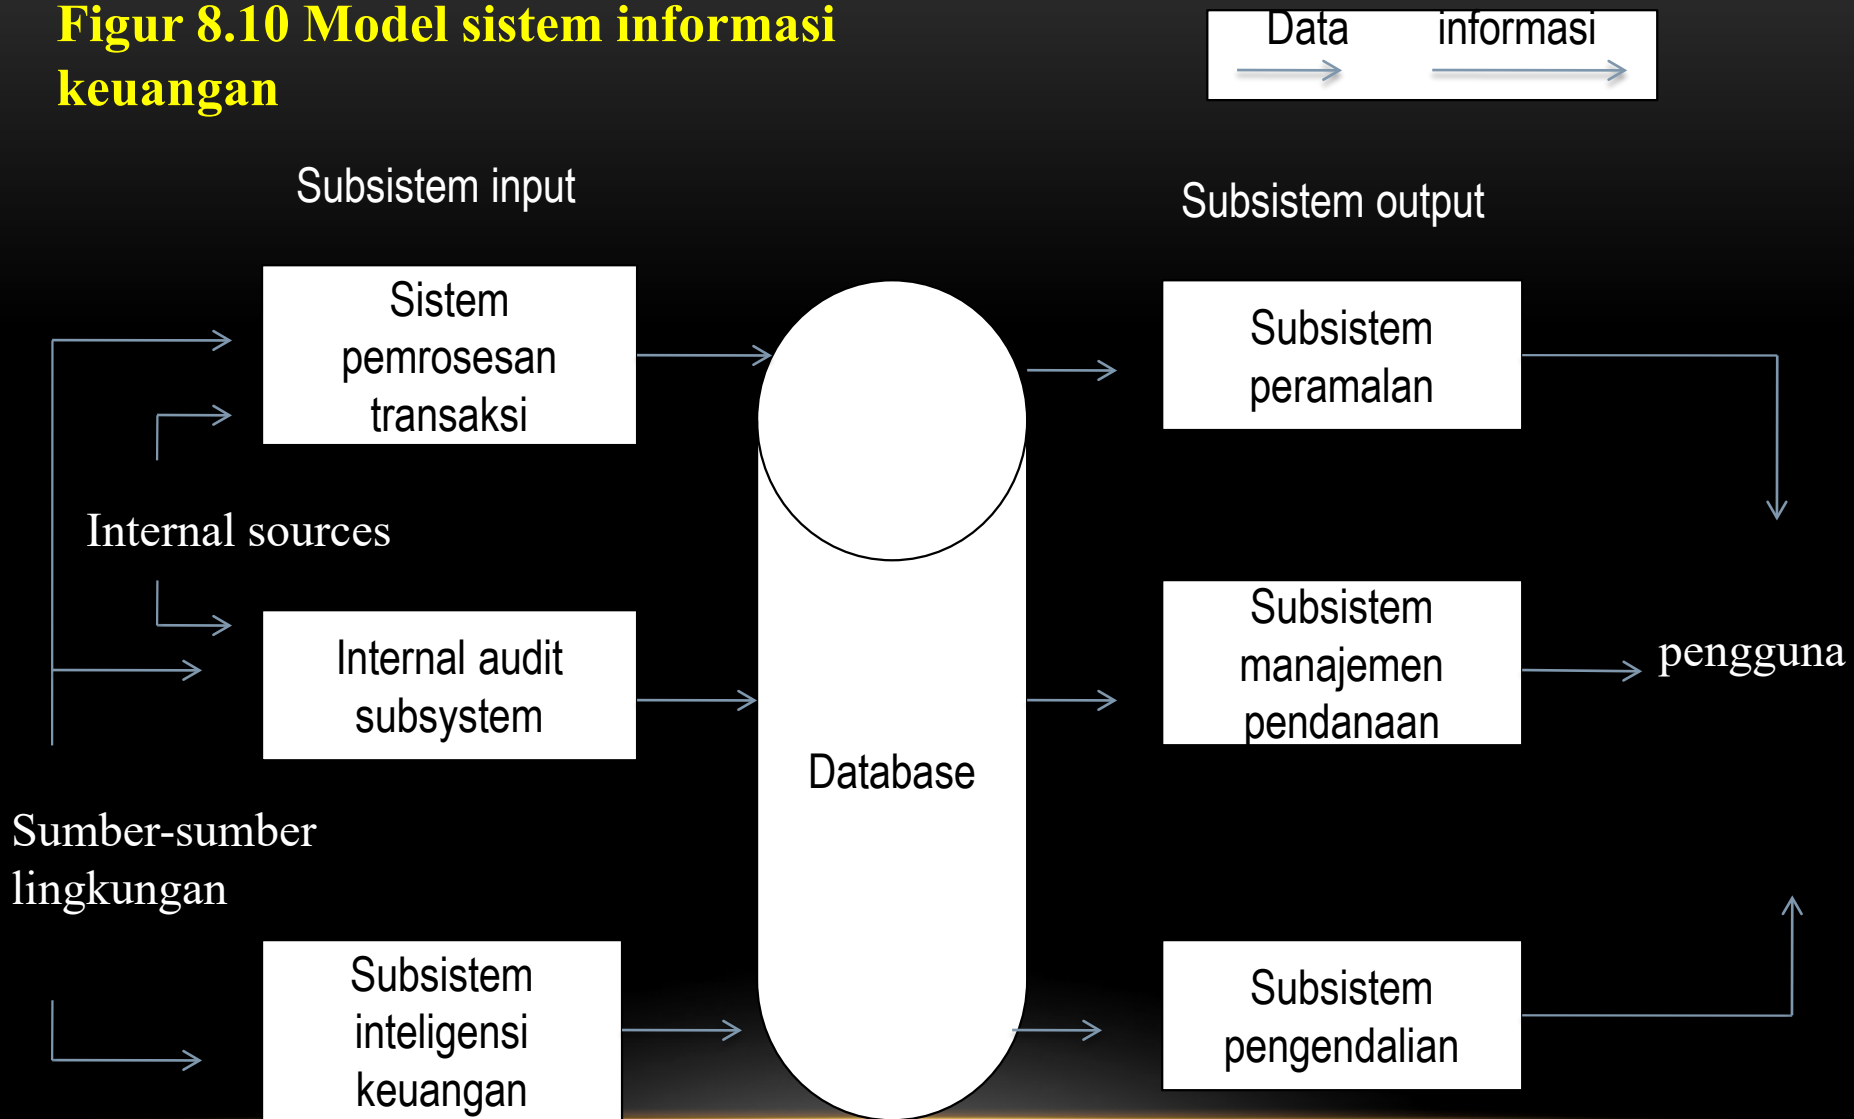 Figur 8.10 Model sistem informasi
keuangan
Data informasi
Subsistem input
Subsistem output
Sistem
pemrosesan
transaksi
Internal sources
Internal audit
subsystem
Sumber-sumber
lingkungan
Subsistem
inteligensi
keuangan
Database
Subsistem
peramalan
Subsistem
manajemen
pendanaan
pengguna
Subsistem
pengendalian